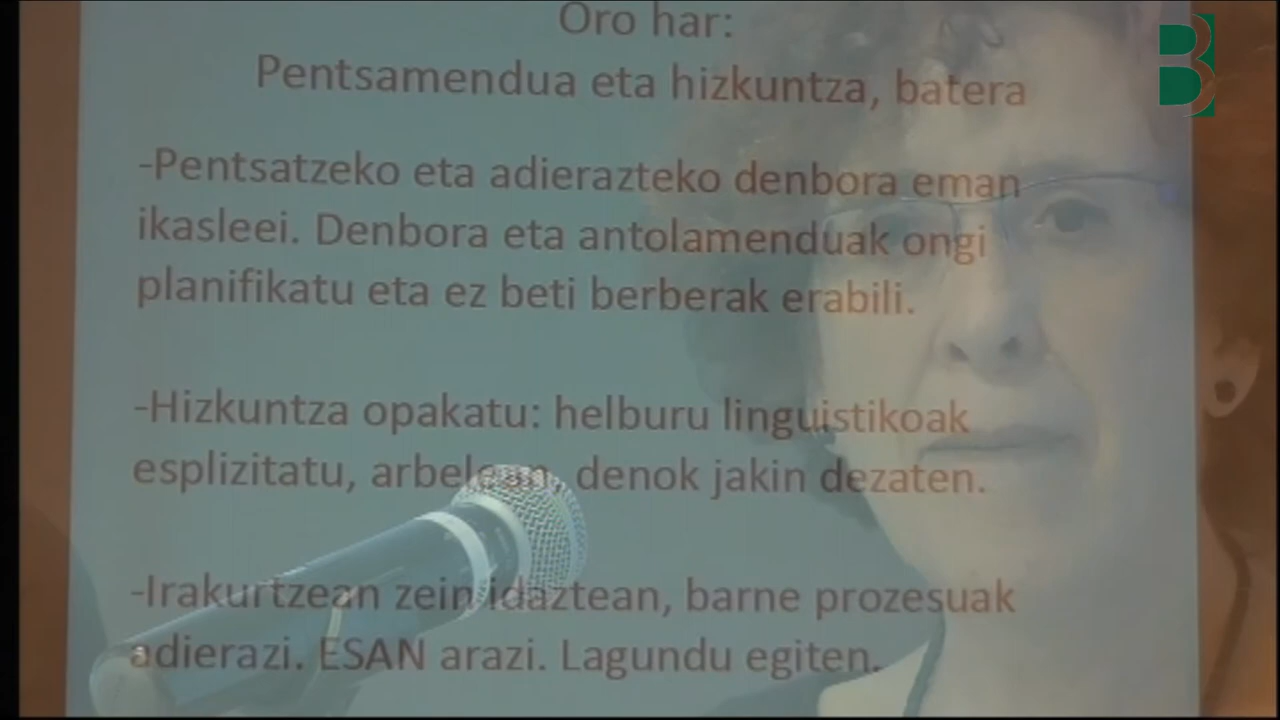 Oro har:
Pentsamendua eta hizkuntza, batera
-Pentsatzeko eta adierazteko denbora eman
ikasleei. Denbora eta antolamenduak ongi
planifikatu eta ez beti berberak erabili.
-Hizkuntza opakatu: helburu linguistikoak
esplizitatu, arbelean, denok jakin dezaten.
-Irakurtzean zein idaztean, barne prozesuak
adierazi. ESAN arazi. Lagundu egiten.
B